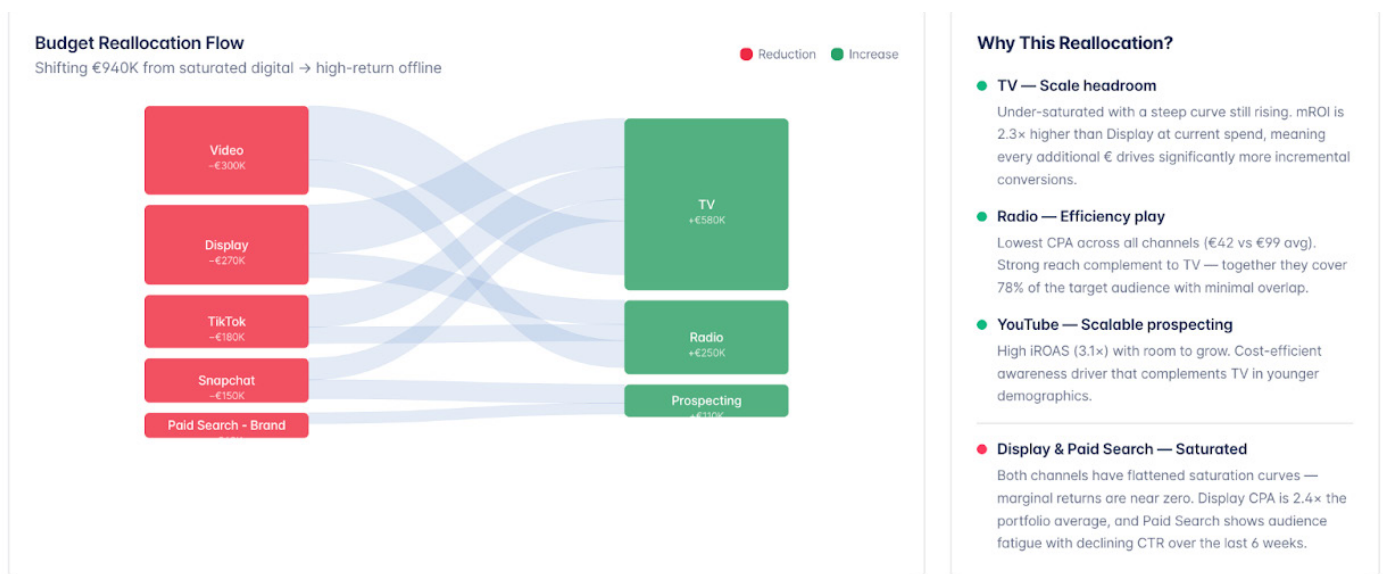 Budget Reallocation Flow
Shifting €940K from saturated digital → high-return offline
Reduction
Increase
Video
−€300K
Display
−€270K
TikTok
−€180K
Snapchat
−€150K
Paid Search - Brand
TV
+€580K
Radio
+€250K
Prospecting
+€110K
Why This Reallocation?
TV — Scale headroom
Under-saturated with a steep curve still rising. mROI is
2.3× higher than Display at current spend, meaning
every additional € drives significantly more incremental
conversions.
Radio — Efficiency play
Lowest CPA across all channels (€42 vs €99 avg).
Strong reach complement to TV — together they cover
78% of the target audience with minimal overlap.
YouTube — Scalable prospecting
High iROAS (3.1×) with room to grow. Cost-efficient
awareness driver that complements TV in younger
demographics.
Display & Paid Search — Saturated
Both channels have flattened saturation curves —
marginal returns are near zero. Display CPA is 2.4× the
portfolio average, and Paid Search shows audience
fatigue with declining CTR over the last 6 weeks.